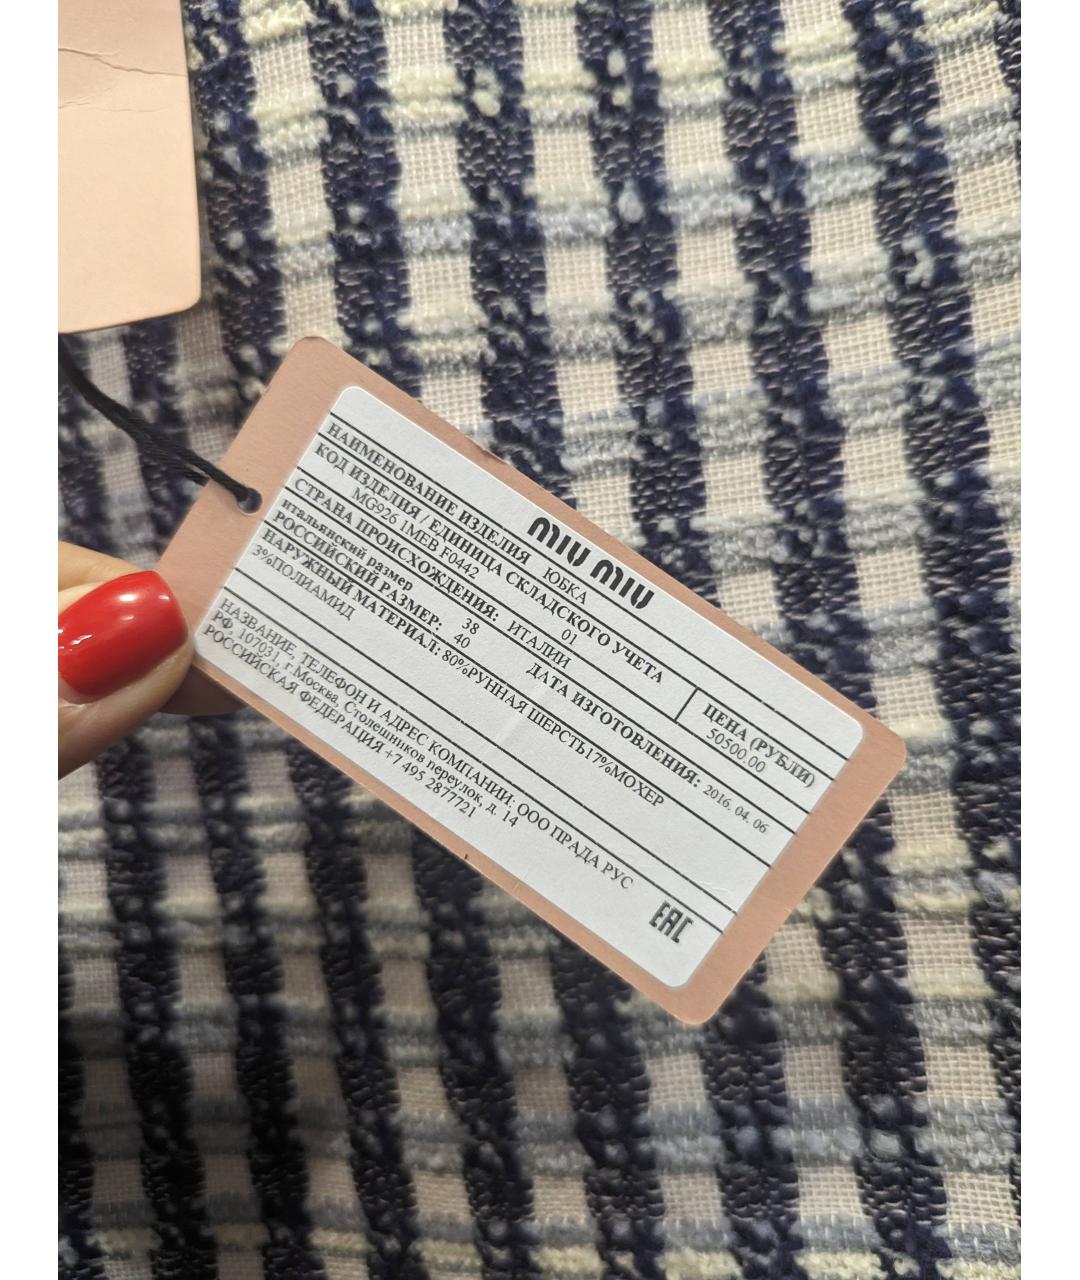 MIU MIU
НАИМЕНОВАНИЕ ИЗДЕЛИЯ ЮБКА
КОД ИЗДЕЛИЯ / ЕДИНИЦА СКЛАДСКОГО УЧЕТА
MG926 1MEB F0442 01
ЦЕНА (РУБЛИ)
50500.00
СТРАНА ПРОИСХОЖДЕНИЯ: ИТАЛИИ
итальянский размер 38
ДАТА ИЗГОТОВЛЕНИЯ: 2016. 04. 06
РОССИЙСКИЙ РАЗМЕР: 40
НАРУЖНЫЙ МАТЕРИАЛ: 80%РУННАЯ ШЕРСТЬ17%МОХЕР
3%ПОЛИАМИД
НАЗВАНИЕ, ТЕЛЕФОН И АДРЕС КОМПАНИИ: ООО ПРАДА РУС
РФ, 107031, г.Москва, Столешников переулок, д. 14
РОССИЙСКАЯ ФЕДЕРАЦИЯ +7 495 2877721
EAC